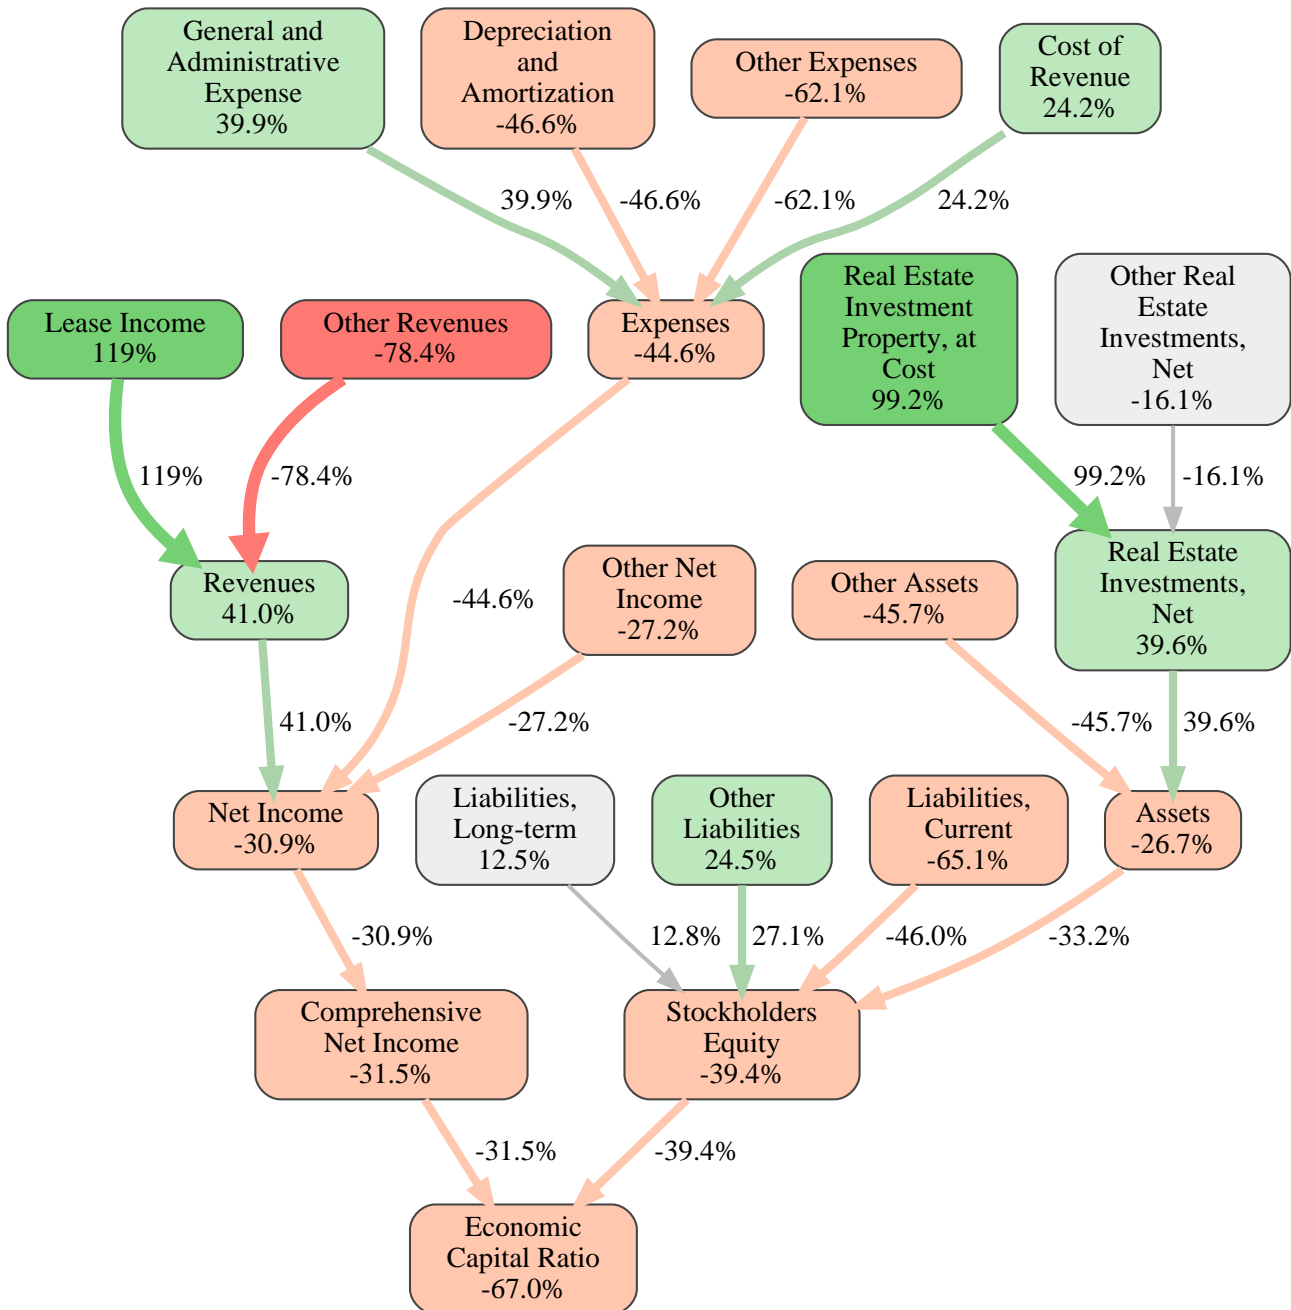 General and
Administrative
Expense
39.9%
Depreciation
and
Amortization
-46.6%
Other Expenses
-62.1%
Cost of
Revenue
24.2%
39.9%
-46.6%
-62.1%
24.2%
Lease Income
119%
Other Revenues
-78.4%
Expenses
-44.6%
Real Estate
Investment
Property, at
Cost
99.2%
Other Real
Estate
Investments,
Net
-16.1%
119%
-78.4%
99.2%
-16.1%
Revenues
41.0%
-44.6%
Other Net
Income
-27.2%
Other Assets
-45.7%
Real Estate
Investments,
Net
39.6%
41.0%
-27.2%
-45.7%
39.6%
Net Income
-30.9%
Liabilities,
Long-term
12.5%
Other
Liabilities
24.5%
Liabilities,
Current
-65.1%
Assets
-26.7%
-30.9%
12.8%
27.1%
-46.0%
-33.2%
Comprehensive
Net Income
-31.5%
Stockholders
Equity
-39.4%
-31.5%
-39.4%
Economic
Capital Ratio
-67.0%